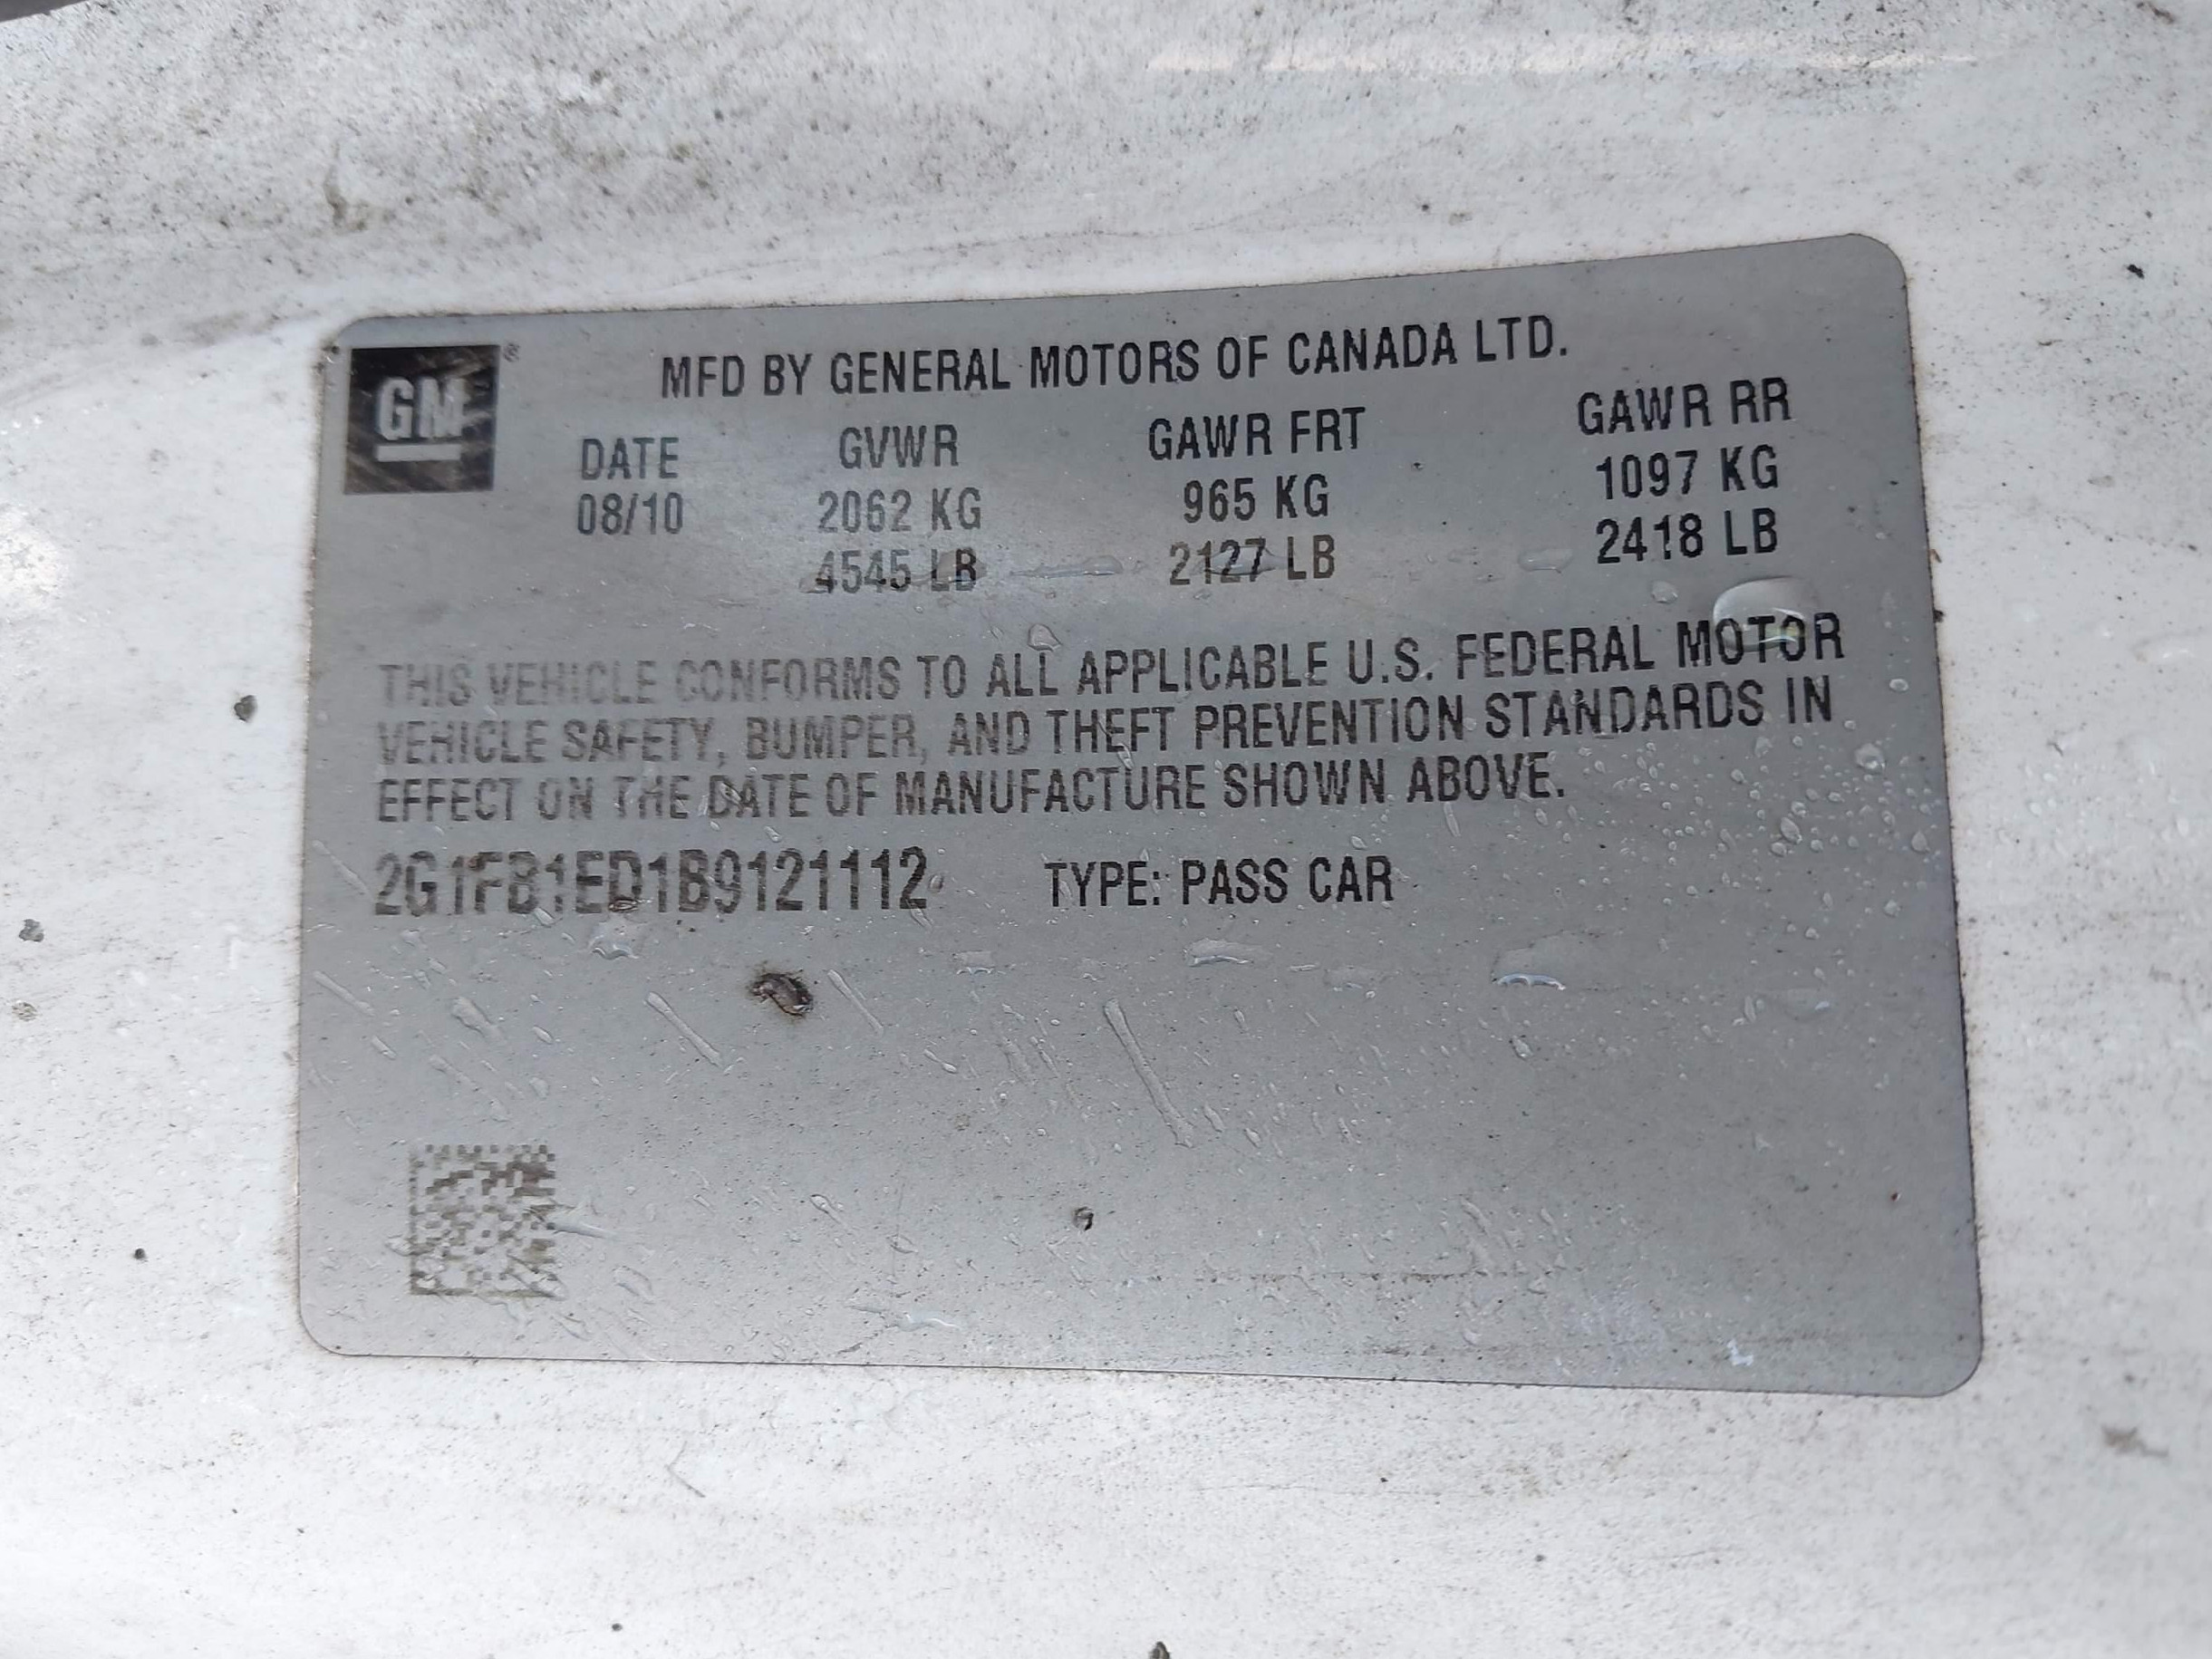 GM ®
MFD BY GENERAL MOTORS OF CANADA LTD.
DATE GVWR GAWR FRT GAWR RR
08/10 2062 KG 965 KG 1097 KG
4545 LB 2127 LB 2418 LB
THIS VEHICLE CONFORMS TO ALL APPLICABLE U.S. FEDERAL MOTOR
VEHICLE SAFETY, BUMPER, AND THEFT PREVENTION STANDARDS IN
EFFECT ON THE DATE OF MANUFACTURE SHOWN ABOVE.
2G1FB1ED1B9121112 TYPE: PASS CAR